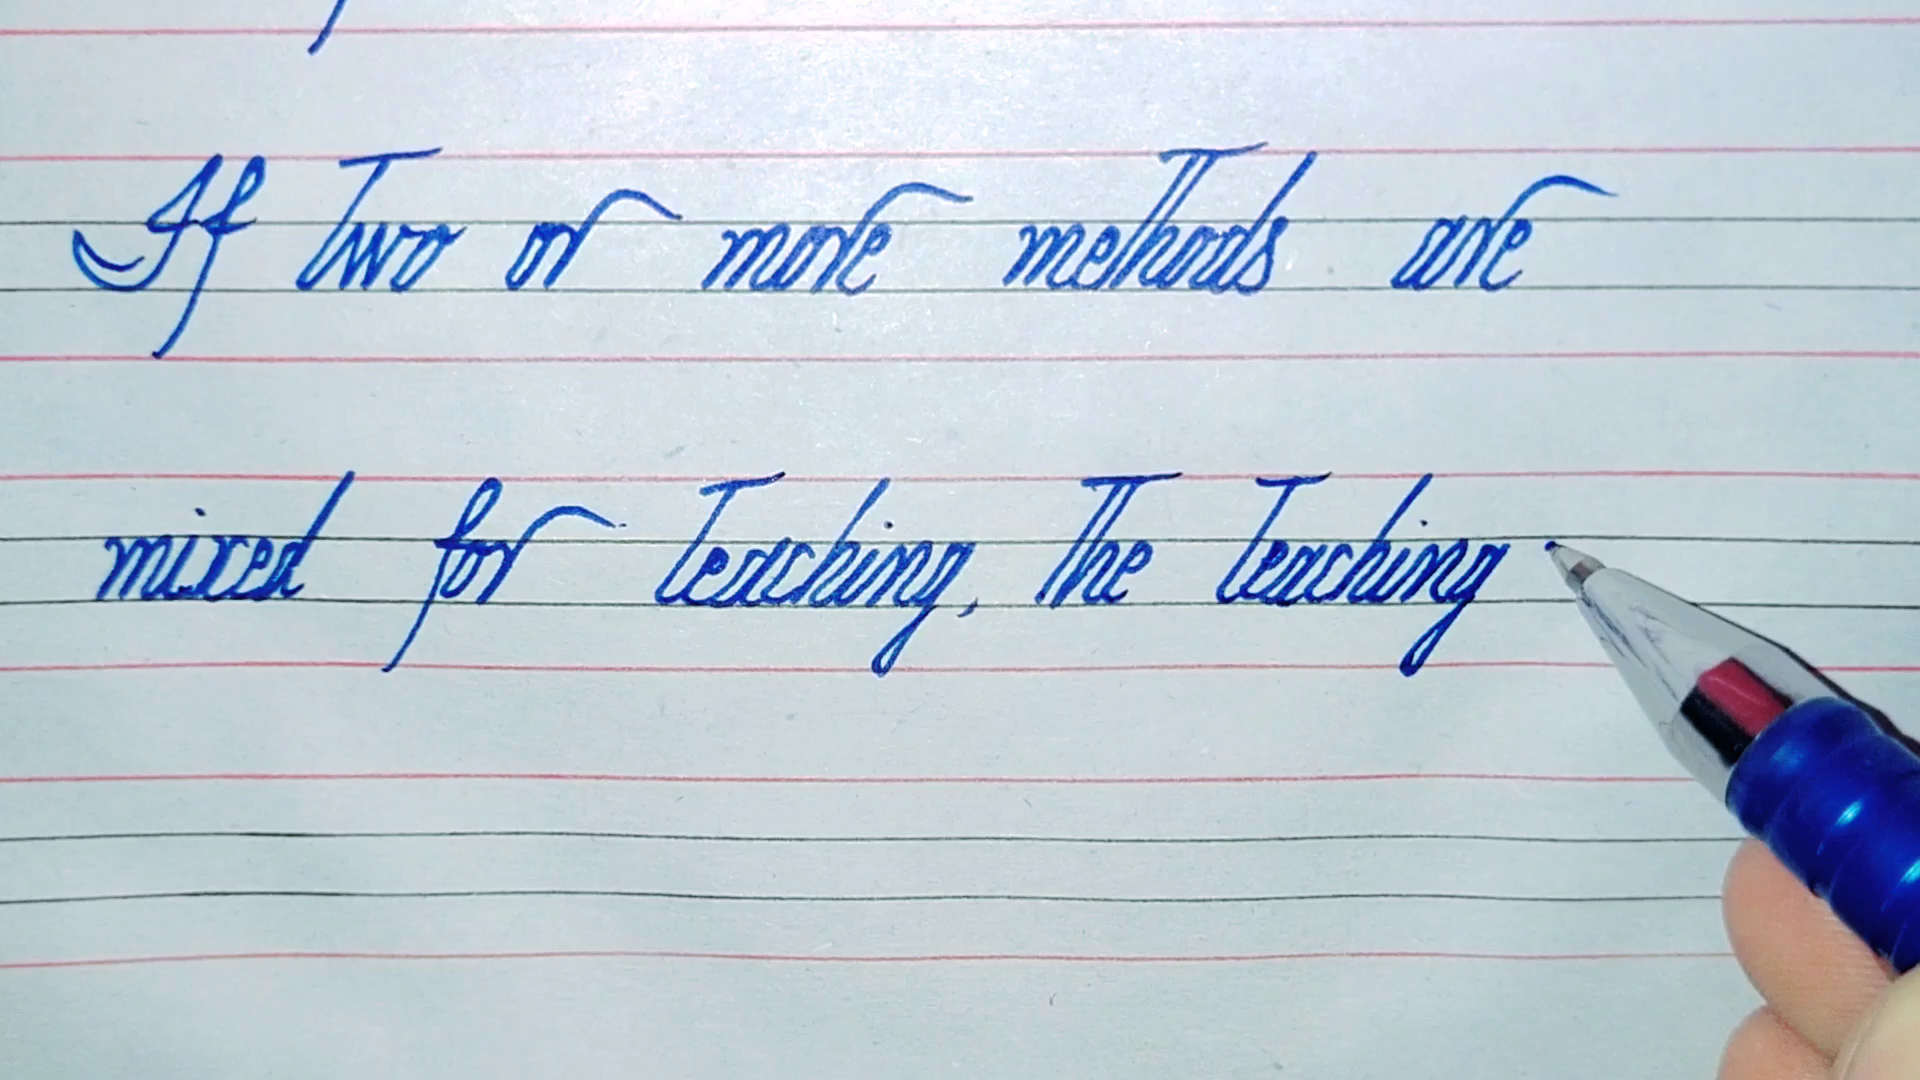 If two or more methods are
mixed for teaching, the teaching